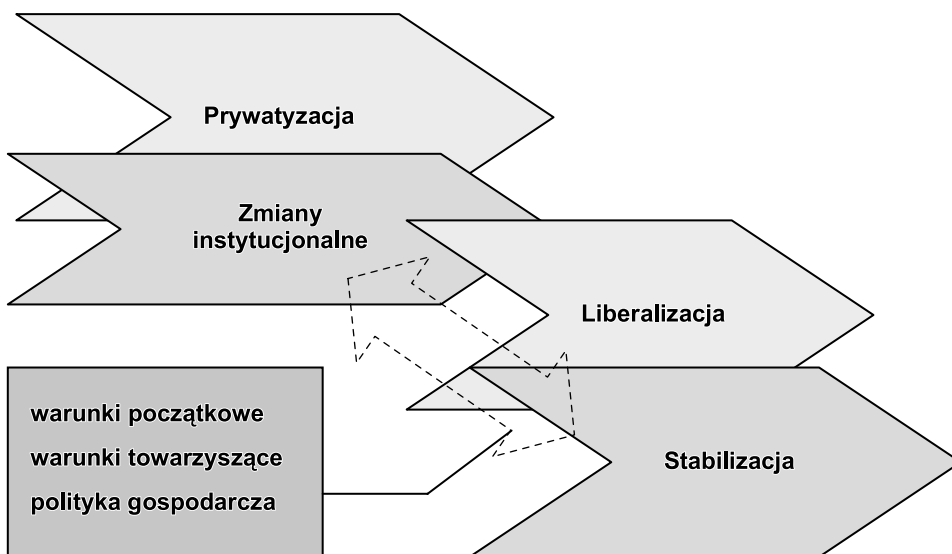 Prywatyzacja
Zmiany
instytucjonalne
Liberalizacja
warunki początkowe
warunki towarzyszące
polityka gospodarcza
Stabilizacja